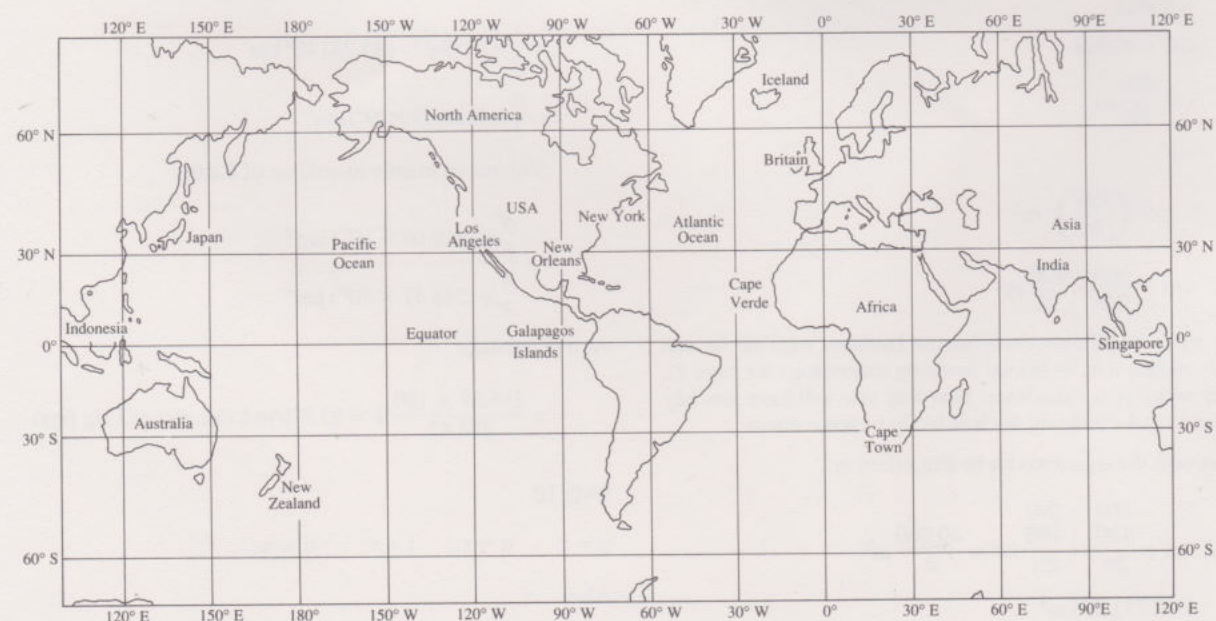 120° E 150° E 180° 150° W 120° W 90° W 60° W 30° W 0° 30° E 60° E 90°E 120° E
Iceland
North America
60° N 60° N
Britain
USA
New York
Atlantic
Ocean
Asia
Japan
Los
Angeles
Pacific
Ocean
New
Orleans
30° N 30° N
India
Cape
Verde
Africa
Indonesia
Equator
Galapagos
Islands
0° 0°
Singapore
Australia
30° S 30° S
Cape
Town
New
Zealand
60° S 60° S
120° E 150° E 180° 150° W 120° W 90° W 60° W 30° W 0° 30° E 60° E 90°E 120° E